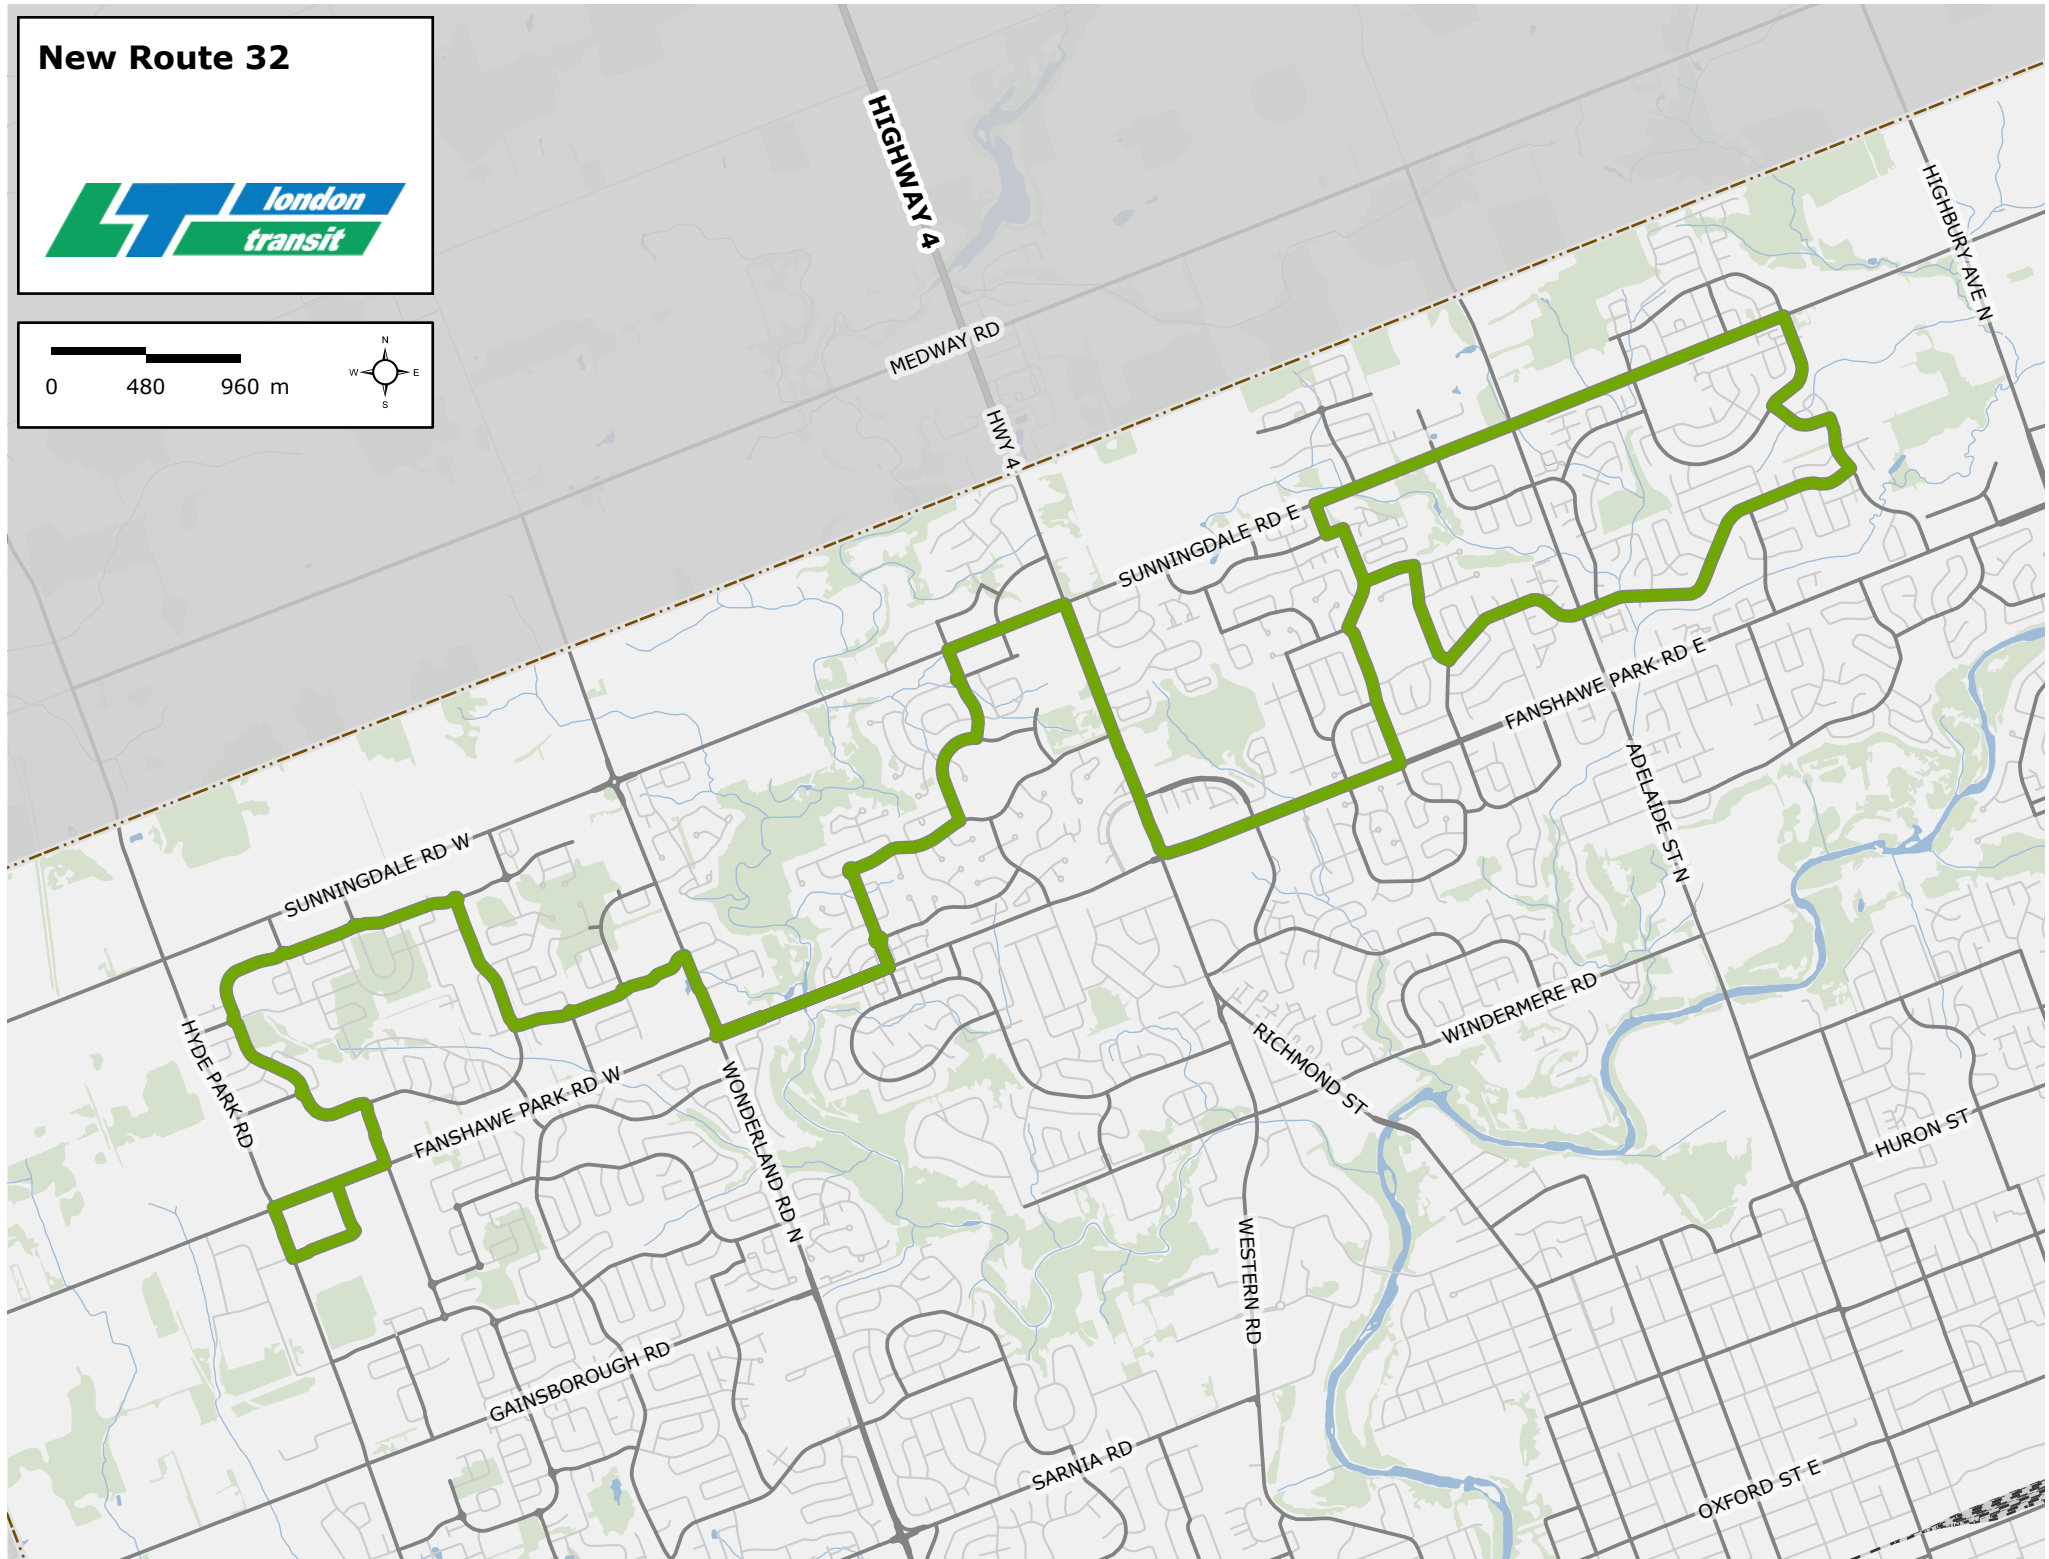 New Route 32
london
transit
0 480 960 m
N
W E
S
HIGHWAY 4
HIGHBURY AVE N
MEDWAY RD
HWY 4
SUNNINGDALE RD E
FANSHAWE PARK RD E
ADELAIDE ST N
SUNNINGDALE RD W
HYDE PARK RD
FANSHAWE PARK RD W
WONDERLAND RD N
WINDERMERE RD
RICHMOND ST
HURON ST
WESTERN RD
GAINSBOROUGH RD
SARNIA RD
OXFORD ST E